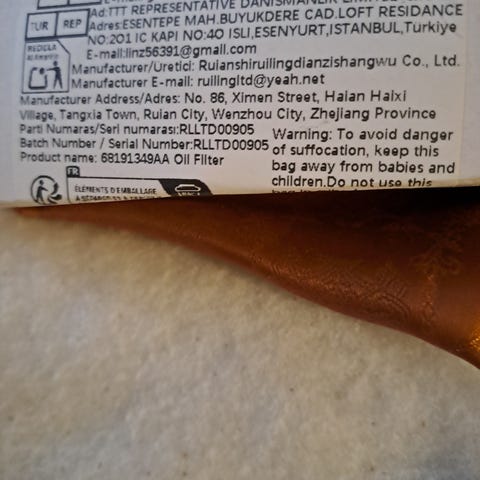 Ad:TTT REPRESENTATIVE DANISMANLIK
TUR REP
Adres:ESENTEPE MAH.BUYUKDERE CAD.LOFT RESIDANCE
NO:201 IC KAPI NO:40 ISLI,ESENYURT,ISTANBUL,Turkiye
E-mail:linz56391@gmail.com
Manufacturer/Uretici: Ruianshiruilingdianzishangwu Co., Ltd.
Manufacturer E-mail: ruilingltd@yeah.net
Manufacturer Address/Adres: No. 86, Ximen Street, Haian Haixi
Village, Tangxia Town, Ruian City, Wenzhou City, Zhejiang Province
Parti Numaras/Seri numarası:RLLTD00905
Batch Number / Serial Number:RLLTD00905
Product name: 68191349AA Oil Filter
Warning: To avoid danger
of suffocation, keep this
bag away from babies and
children.Do not use this
FR
ÉLÉMENTS D'EMBALLAGE